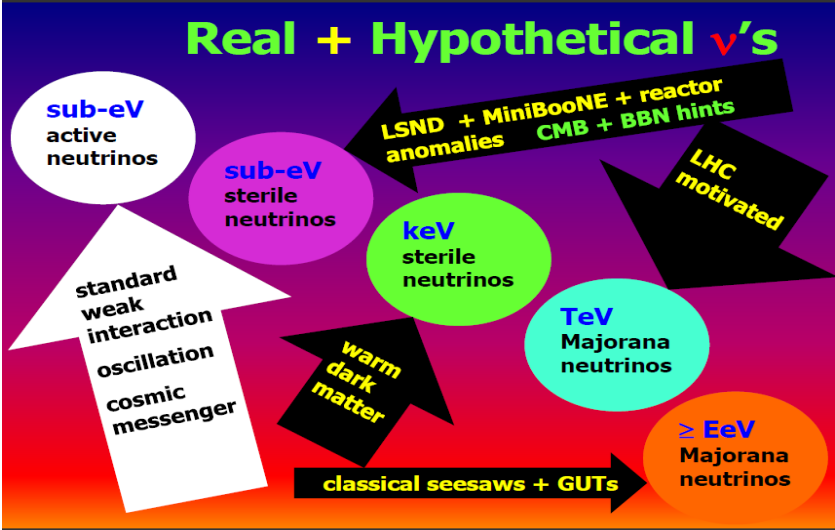 Real + Hypothetical ν's
sub-eV
active
neutrinos
sub-eV
sterile
neutrinos
LSND + MiniBooNE + reactor
anomalies CMB + BBN hints
LHC
motivated
keV
sterile
neutrinos
standard
weak
interaction
oscillation
cosmic
messenger
warm
dark
matter
TeV
Majorana
neutrinos
≥ EeV
Majorana
neutrinos
classical seesaws + GUTs